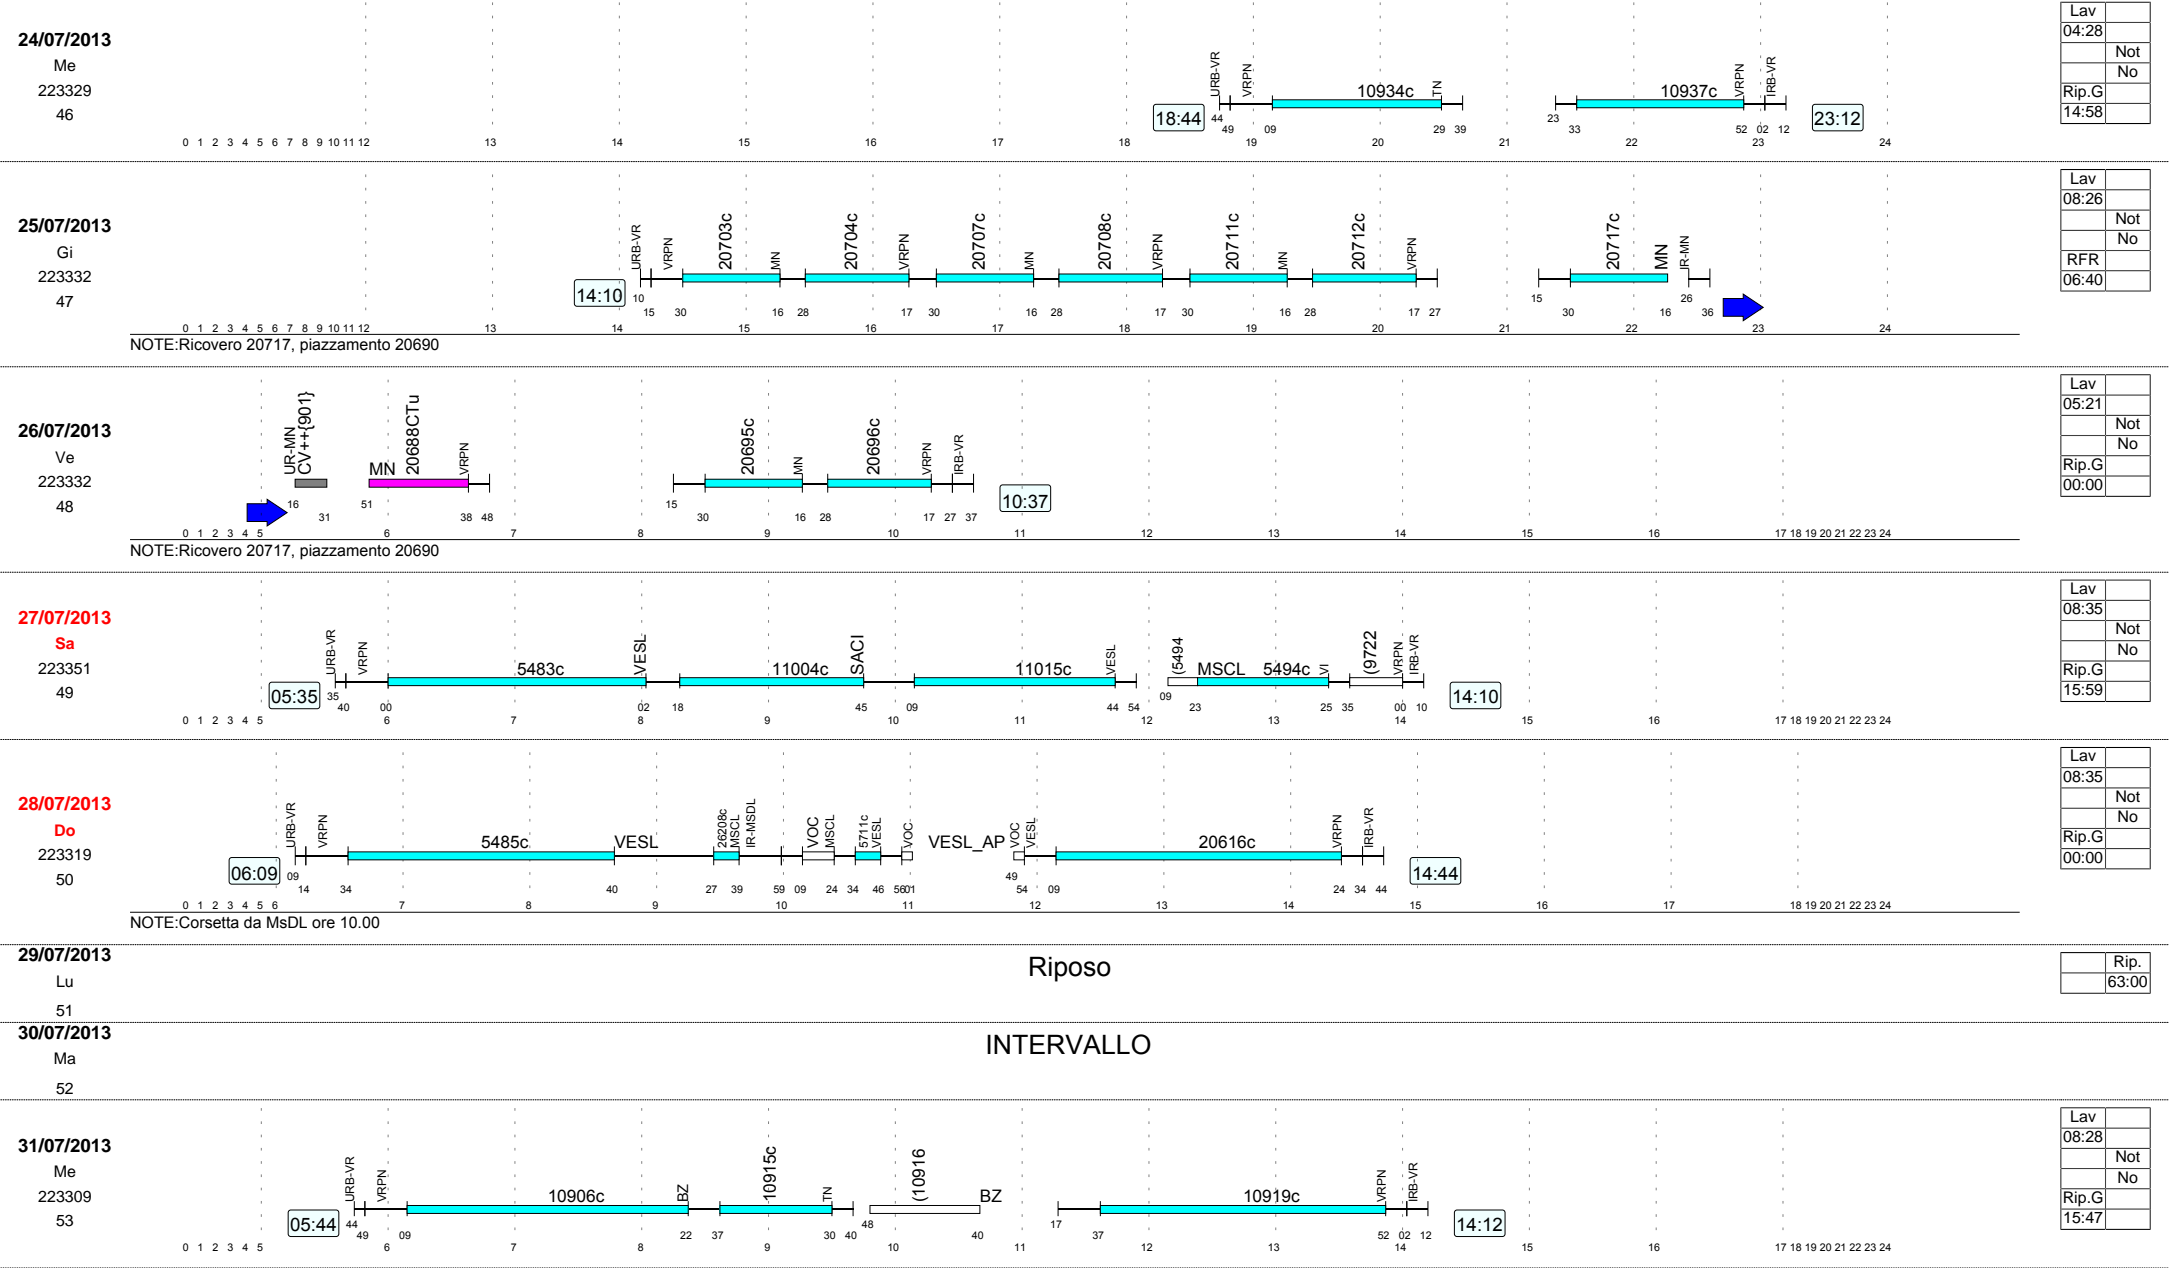 24/07/2013
Me
223329
46
URB-VR VRPN 10934c TN 10937c VRPN IRB-VR
18:44 44 49 09 29 39 23 33 52 02 12 23:12
0 1 2 3 4 5 6 7 8 9 10 11 12 13 14 15 16 17 18 19 20 21 22 23 24
Lav
04:28
Not
No
Rip.G
14:58
25/07/2013
Gi
223332
47
URB-VR VRPN 20703c MN 20704c VRPN 20707c MN 20708c VRPN 20711c MN 20712c VRPN 20717c MN IR-MN
14:10 10 15 30 16 28 17 30 16 28 17 30 16 28 17 27 15 30 16 26 36
0 1 2 3 4 5 6 7 8 9 10 11 12 13 14 15 16 17 18 19 20 21 22 23 24
NOTE:Ricovero 20717, piazzamento 20690
Lav
08:26
Not
No
RFR
06:40
26/07/2013
Ve
223332
48
UR-MN CV++{901} MN 20688CTu VRPN 20695c MN 20696c VRPN IRB-VR
16 31 51 38 48 15 30 16 28 17 27 37 10:37
0 1 2 3 4 5 6 7 8 9 10 11 12 13 14 15 16 17 18 19 20 21 22 23 24
NOTE:Ricovero 20717, piazzamento 20690
Lav
05:21
Not
No
Rip.G
00:00
27/07/2013
Sa
223351
49
URB-VR VRPN 5483c VESL 11004c SACI 11015c VESL (5494 MSCL 5494c VI (9722 VRPN IRB-VR
05:35 35 40 00 02 18 45 09 44 54 09 23 25 35 00 10 14:10
0 1 2 3 4 5 6 7 8 9 10 11 12 13 14 15 16 17 18 19 20 21 22 23 24
Lav
08:35
Not
No
Rip.G
15:59
28/07/2013
Do
223319
50
URB-VR VRPN 5485c VESL 26208c MSCL IR-MSDL VOC MSCL 5711c VESL VOC VESL_AP VOC VESL 20616c VRPN IRB-VR
06:09 09 14 34 40 27 39 59 09 24 34 46 56 01 49 54 09 24 34 44 14:44
0 1 2 3 4 5 6 7 8 9 10 11 12 13 14 15 16 17 18 19 20 21 22 23 24
NOTE:Corsetta da MsDL ore 10.00
Lav
08:35
Not
No
Rip.G
00:00
29/07/2013
Lu
51
Riposo
Rip.
63:00
30/07/2013
Ma
52
INTERVALLO
31/07/2013
Me
223309
53
URB-VR VRPN 10906c BZ 10915c TN (10916 BZ 10919c VRPN IRB-VR
05:44 44 49 09 22 37 30 40 48 40 17 37 52 02 12 14:12
0 1 2 3 4 5 6 7 8 9 10 11 12 13 14 15 16 17 18 19 20 21 22 23 24
Lav
08:28
Not
No
Rip.G
15:47